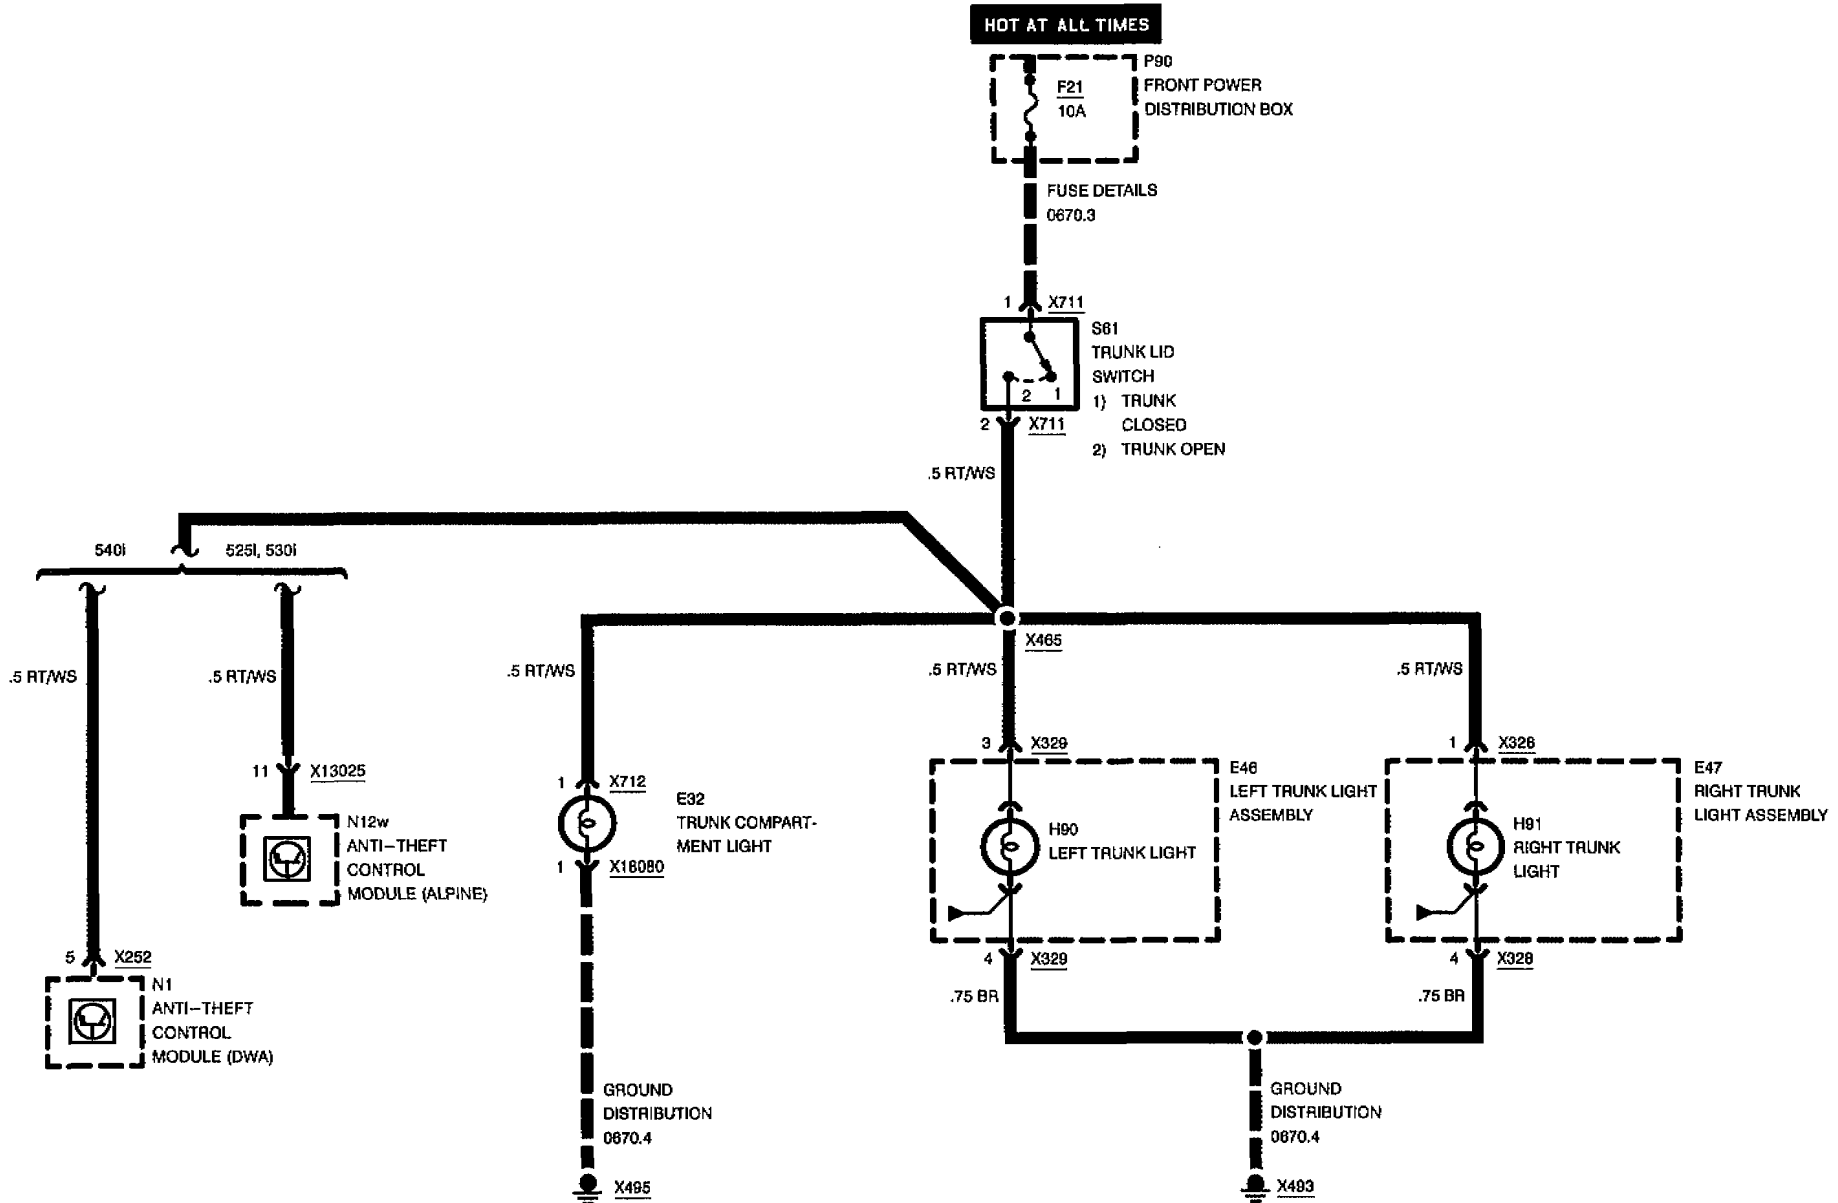 HOT AT ALL TIMES
P90
FRONT POWER
DISTRIBUTION BOX
F21
10A
FUSE DETAILS
0670.3
1 X711
S61
TRUNK LID
SWITCH
1) TRUNK
CLOSED
2) TRUNK OPEN
2 1
2 X711
.5 RT/WS
540i
525i, 530i
X465
.5 RT/WS
.5 RT/WS
.5 RT/WS
.5 RT/WS
.5 RT/WS
11 X13025
N12w
ANTI-THEFT
CONTROL
MODULE (ALPINE)
5 X252
N1
ANTI-THEFT
CONTROL
MODULE (DWA)
1 X712
E32
TRUNK COMPART-
MENT LIGHT
1 X18080
3 X329
E46
LEFT TRUNK LIGHT
ASSEMBLY
H90
LEFT TRUNK LIGHT
4 X329
.75 BR
1 X328
E47
RIGHT TRUNK
LIGHT ASSEMBLY
H91
RIGHT TRUNK
LIGHT
4 X328
.75 BR
GROUND
DISTRIBUTION
0670.4
X495
GROUND
DISTRIBUTION
0670.4
X493